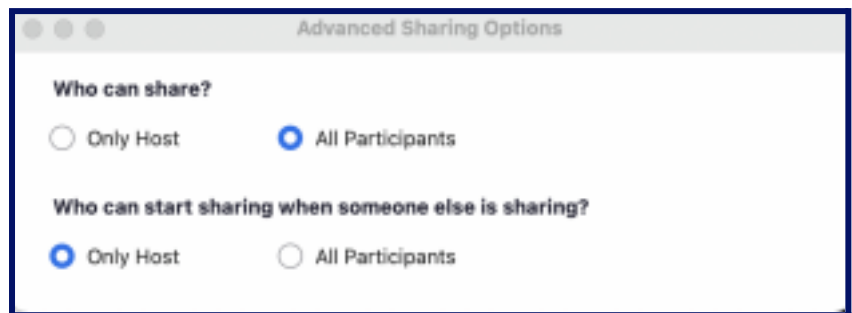 Advanced Sharing Options
Who can share?
Only Host All Participants
Who can start sharing when someone else is sharing?
Only Host All Participants